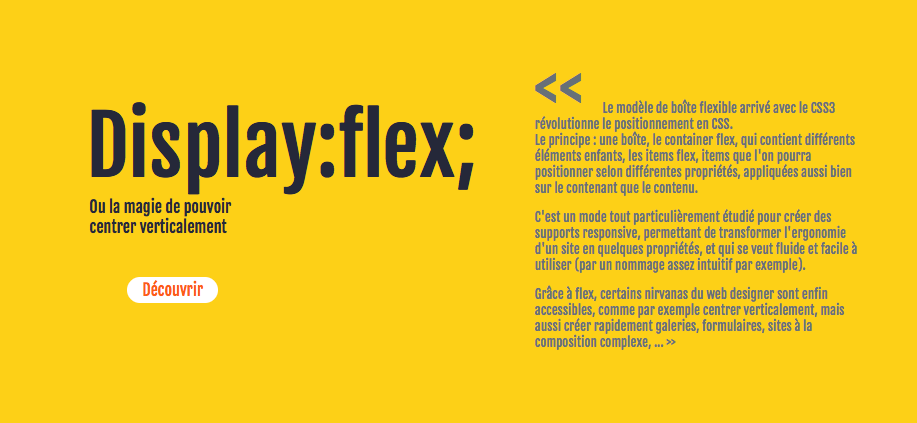 Display:flex;
Ou la magie de pouvoir
centrer verticalement
Découvrir
<< Le modèle de boîte flexible arrivé avec le CSS3
révolutionne le positionnement en CSS.
Le principe : une boîte, le container flex, qui contient différents
éléments enfants, les items flex, items que l'on pourra
positionner selon différentes propriétés, appliquées aussi bien
sur le contenant que le contenu.
C'est un mode tout particulièrement étudié pour créer des
supports responsive, permettant de transformer l'ergonomie
d'un site en quelques propriétés, et qui se veut fluide et facile à
utiliser (par un nommage assez intuitif par exemple).
Grâce à flex, certains nirvanas du web designer sont enfin
accessibles, comme par exemple centrer verticalement, mais
aussi créer rapidement galeries, formulaires, sites à la
composition complexe, ... >>